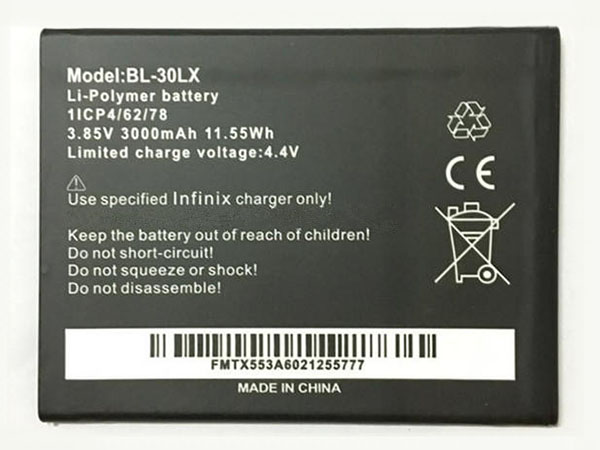 Model:BL-30LX
Li-Polymer battery
1ICP4/62/78
3.85V 3000mAh 11.55Wh
Limited charge voltage:4.4V
Use specified Infinix charger only!
Keep the battery out of reach of children!
Do not short-circuit!
Do not squeeze or shock!
Do not disassemble!
CE
FMTX553A6021255777
MADE IN CHINA